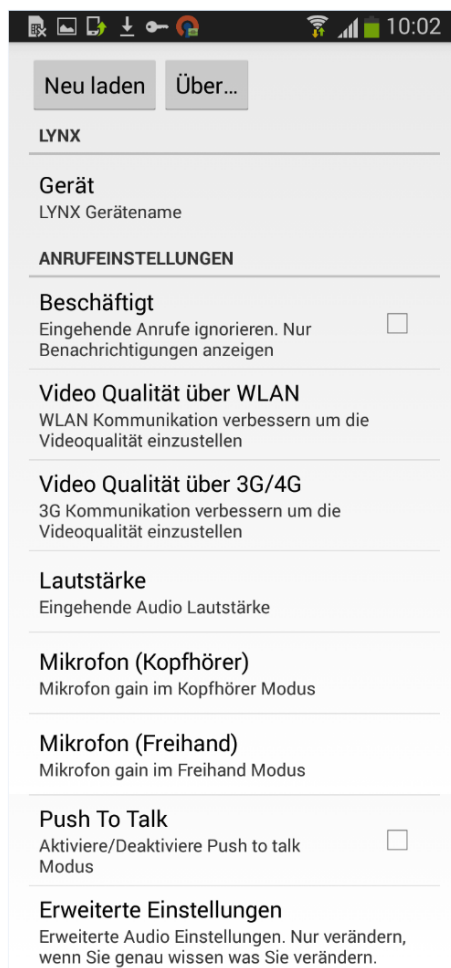 10:02
Neu laden Über...
LYNX
Gerät
LYNX Gerätename
ANRUFEINSTELLUNGEN
Beschäftigt
Eingehende Anrufe ignorieren. Nur
Benachrichtigungen anzeigen
Video Qualität über WLAN
WLAN Kommunikation verbessern um die
Videoqualität einzustellen
Video Qualität über 3G/4G
3G Kommunikation verbessern um die
Videoqualität einzustellen
Lautstärke
Eingehende Audio Lautstärke
Mikrofon (Kopfhörer)
Mikrofon gain im Kopfhörer Modus
Mikrofon (Freihand)
Mikrofon gain im Freihand Modus
Push To Talk
Aktiviere/Deaktiviere Push to talk
Modus
Erweiterte Einstellungen
Erweiterte Audio Einstellungen. Nur verändern,
wenn Sie genau wissen was Sie verändern.